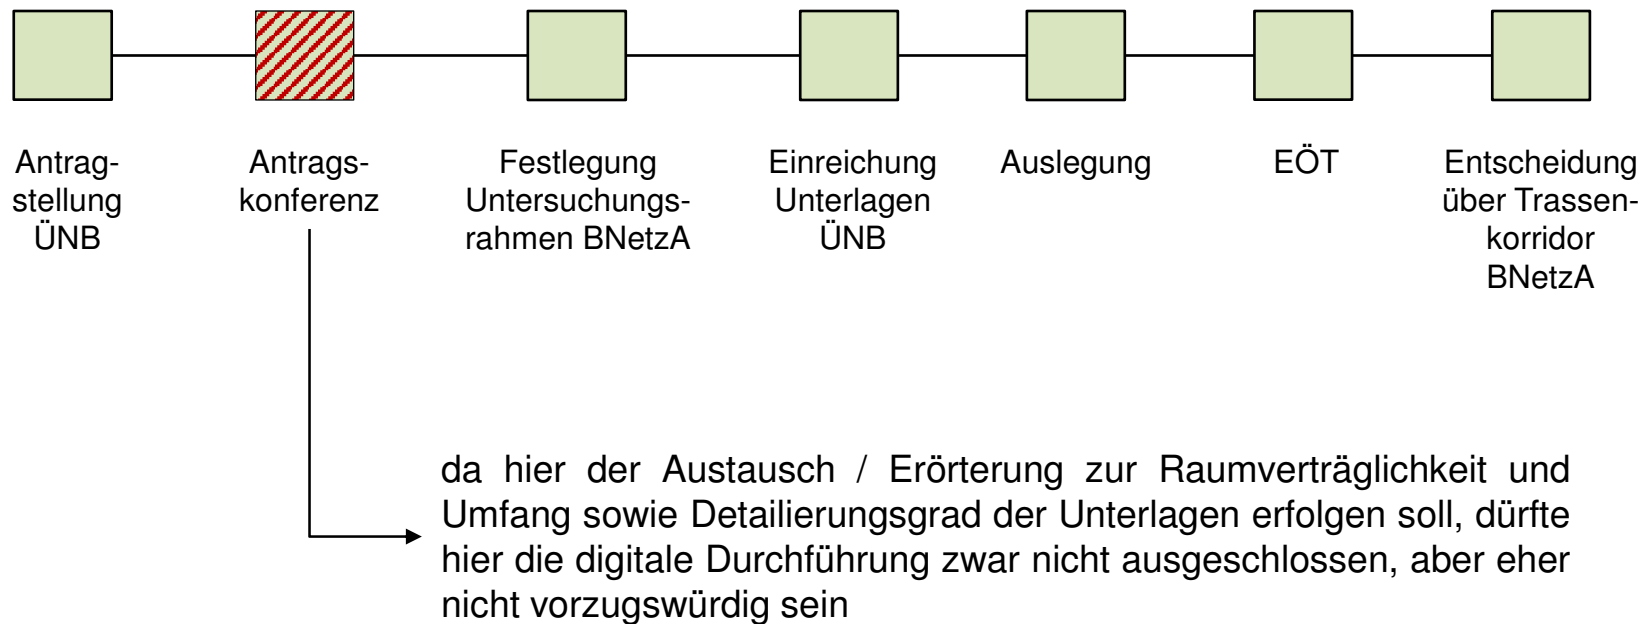 Antrag-
stellung
ÜNB
Antrags-
konferenz
Festlegung
Untersuchungs-
rahmen BNetzA
Einreichung
Unterlagen
ÜNB
Auslegung
EÖT
Entscheidung
über Trassen-
korridor
BNetzA
da hier der Austausch / Erörterung zur Raumverträglichkeit und
Umfang sowie Detailierungsgrad der Unterlagen erfolgen soll, dürfte
hier die digitale Durchführung zwar nicht ausgeschlossen, aber eher
nicht vorzugswürdig sein